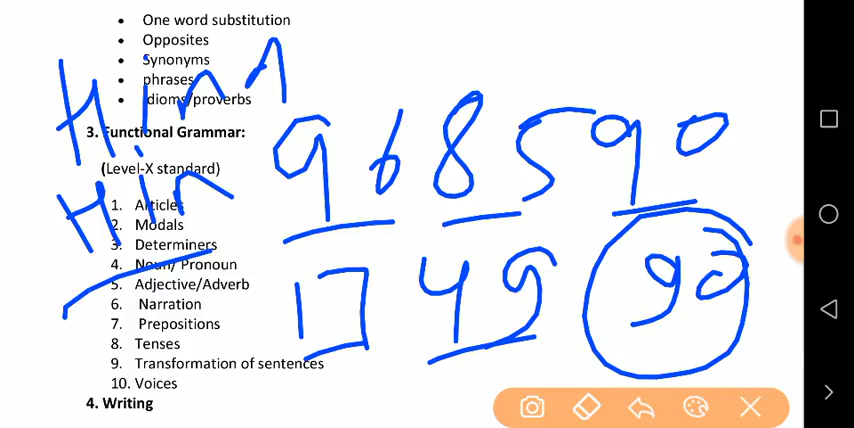 • One word substitution
• Opposites
• Synonyms
• phrases
• idioms/proverbs
3. Functional Grammar:
(Level-X standard)
1. Articles
2. Modals
3. Determiners
4. Noun/ Pronoun
5. Adjective/Adverb
6. Narration
7. Prepositions
8. Tenses
9. Transformation of sentences
10. Voices
4. Writing
Hin
968590
49 90